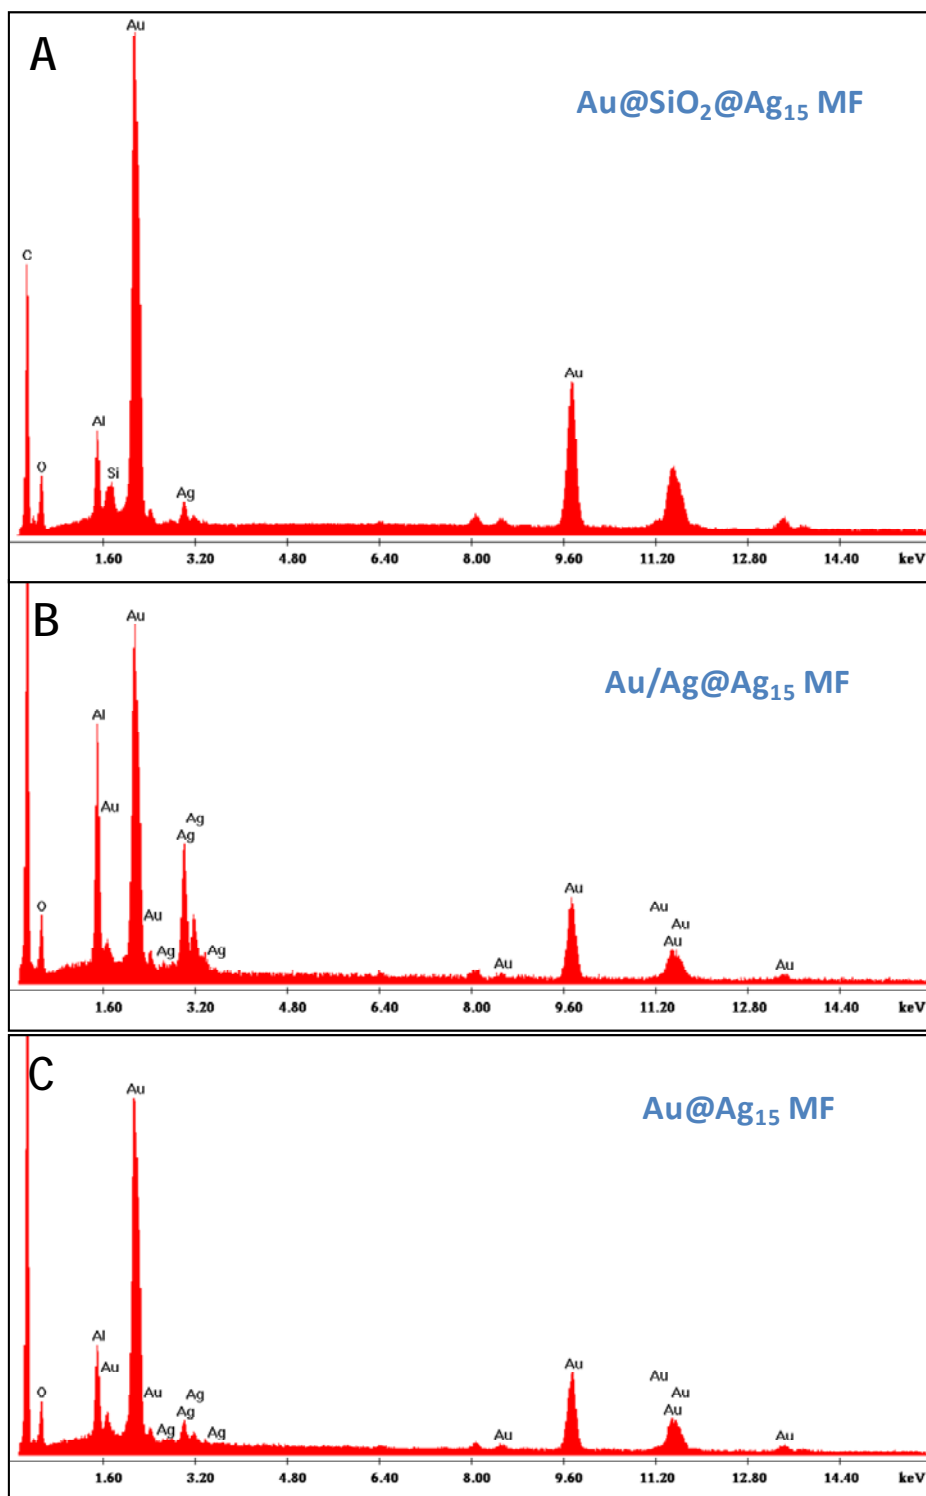 A
Au
Au@SiO₂@Ag₁₅ MF
C
Al
O
Si
Ag
Au
1.60 3.20 4.80 6.40 8.00 9.60 11.20 12.80 14.40 keV
B
Au
Au/Ag@Ag₁₅ MF
Al
Au
Ag
Ag
Au
O
Au
Au
Au
Ag
Ag
Au
Au
Au
1.60 3.20 4.80 6.40 8.00 9.60 11.20 12.80 14.40 keV
C
Au
Au@Ag₁₅ MF
Al
Au
Au
Au
O
Au
Ag
Au
Ag
Au
Ag
Ag
Au
Au
1.60 3.20 4.80 6.40 8.00 9.60 11.20 12.80 14.40 keV